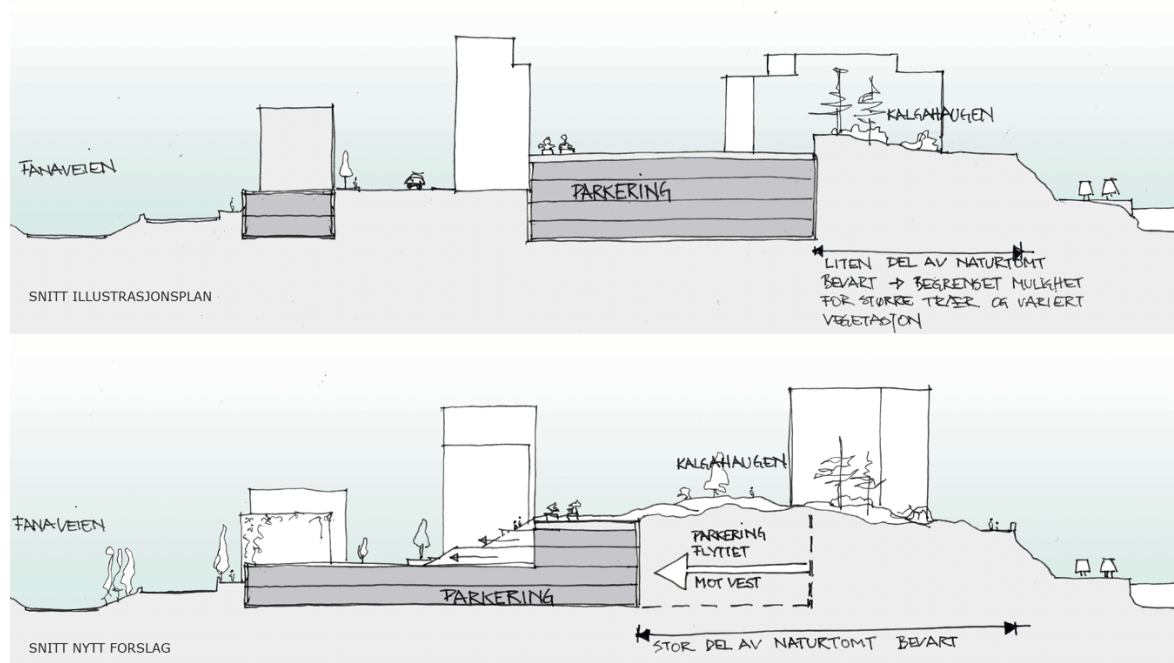 KALGAHAUGEN
FANAVEIEN
PARKERING
LITEN DEL AV NATURTOMT
BEVART → BEGRENSET MULIGHET
FOR STØRRE TRÆR OG VARIERT
VEGETASJON
SNITT ILLUSTRASJONSPLAN
KALGAHAUGEN
FANAVEIEN
PARKERING
FLYTTET
MOT VEST
PARKERING
STOR DEL AV NATURTOMT BEVART
SNITT NYTT FORSLAG